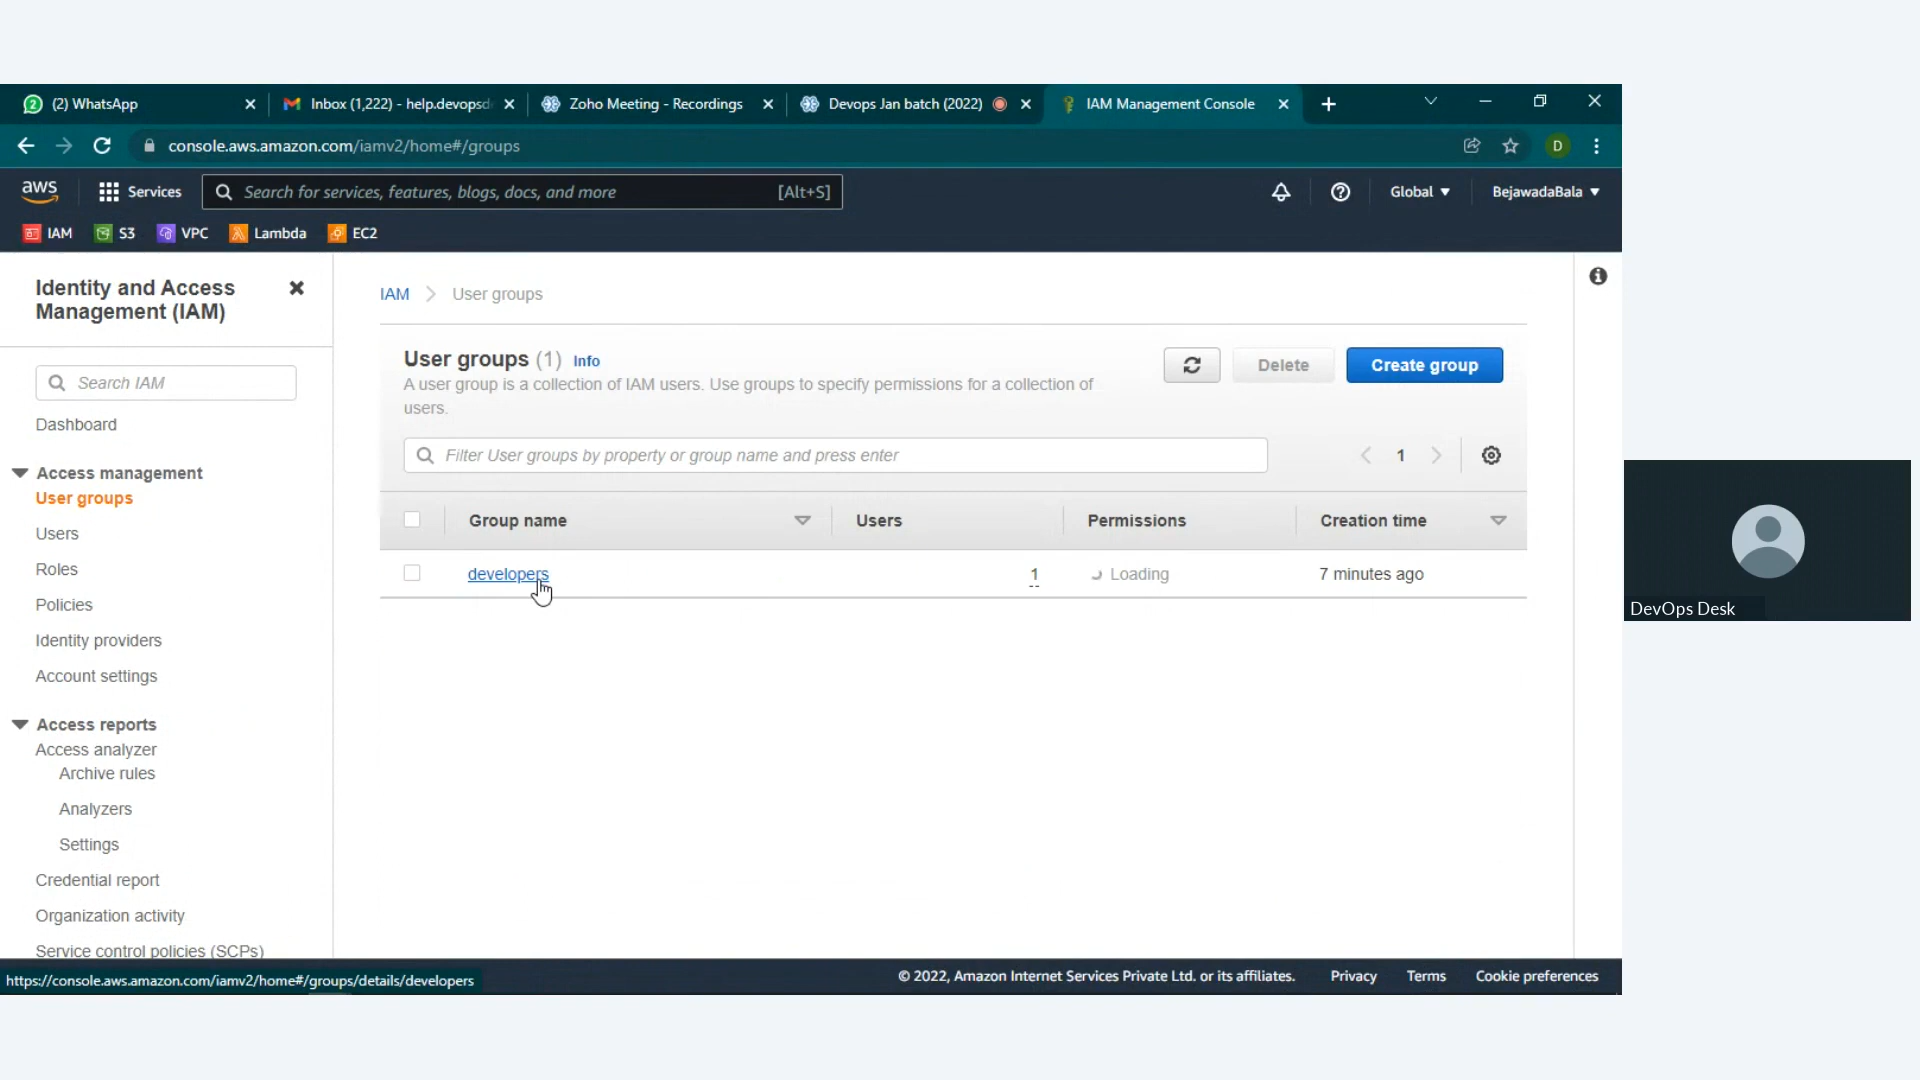 (2) WhatsApp
Inbox (1,222) - help.devopsd
Zoho Meeting - Recordings
Devops Jan batch (2022)
IAM Management Console
console.aws.amazon.com/iamv2/home#/groups
D
aws
Services
Search for services, features, blogs, docs, and more
[Alt+S]
Global
BejawadaBala
IAM
S3
VPC
Lambda
EC2
Identity and Access
Management (IAM)
Search IAM
Dashboard
Access management
User groups
Users
Roles
Policies
Identity providers
Account settings
Access reports
Access analyzer
Archive rules
Analyzers
Settings
Credential report
Organization activity
Service control policies (SCPs)
IAM
User groups
User groups (1) Info
A user group is a collection of IAM users. Use groups to specify permissions for a collection of
users.
Delete
Create group
Filter User groups by property or group name and press enter
1
Group name
Users
Permissions
Creation time
developers
1
Loading
7 minutes ago
DevOps Desk
https://console.aws.amazon.com/iamv2/home#/groups/details/developers
© 2022, Amazon Internet Services Private Ltd. or its affiliates.
Privacy
Terms
Cookie preferences